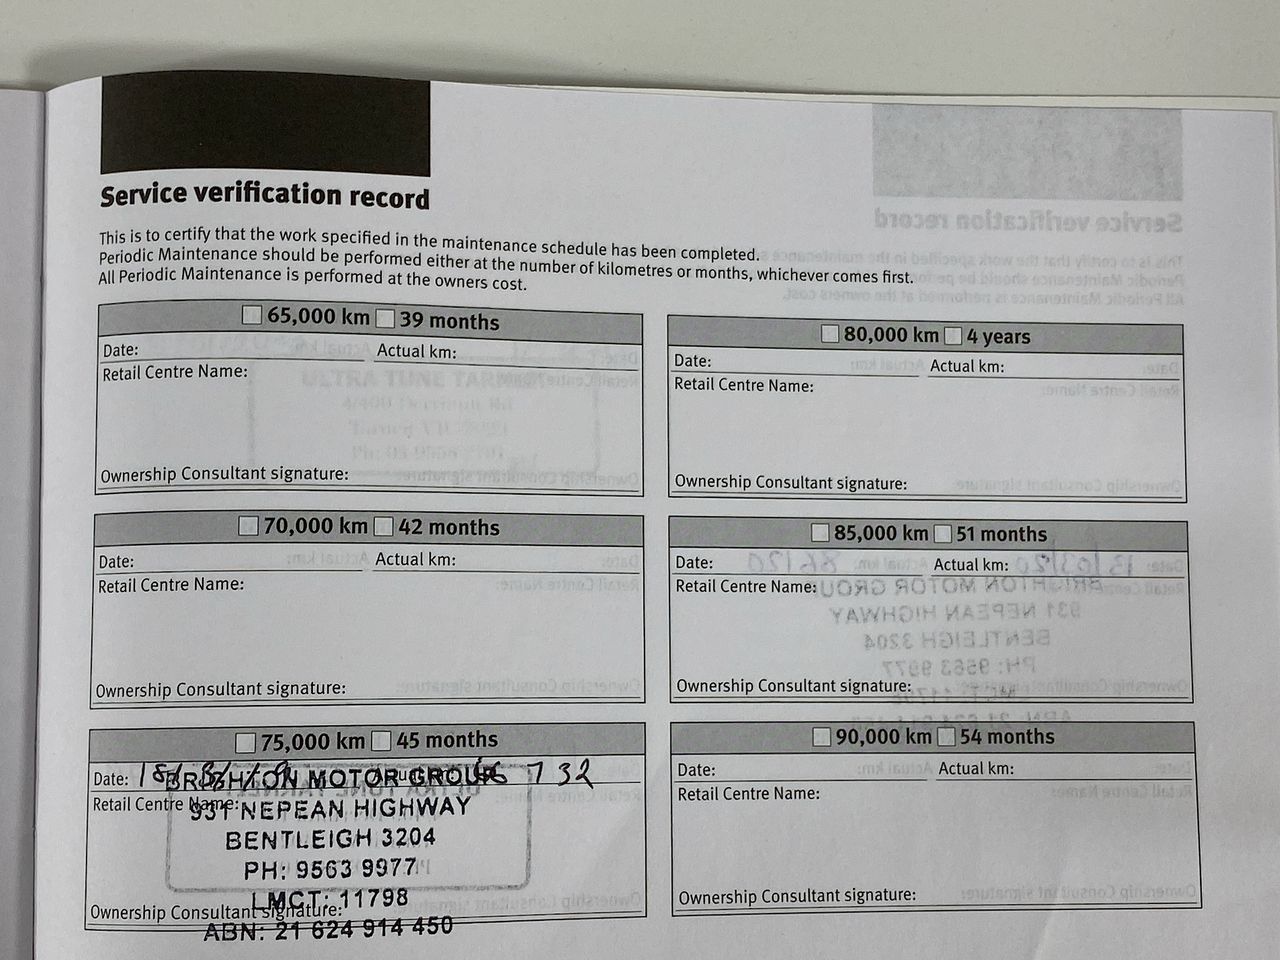 Service verification record
This is to certify that the work specified in the maintenance schedule has been completed.
Periodic Maintenance should be performed either at the number of kilometres or months, whichever comes first.
All Periodic Maintenance is performed at the owners cost.
65,000 km 39 months
Date: Actual km:
Retail Centre Name:
Ownership Consultant signature:
70,000 km 42 months
Date: Actual km:
Retail Centre Name:
Ownership Consultant signature:
75,000 km 45 months
Date:
BRIGHTON MOTOR GROUP
Retail Centre Name:
931 NEPEAN HIGHWAY
BENTLEIGH 3204
PH: 9563 9977
LMCT: 11798
Ownership Consultant signature:
ABN: 21 624 914 450
80,000 km 4 years
Date: Actual km:
Retail Centre Name:
Ownership Consultant signature:
85,000 km 51 months
Date: Actual km:
Retail Centre Name:
Ownership Consultant signature:
90,000 km 54 months
Date: Actual km:
Retail Centre Name:
Ownership Consultant signature: